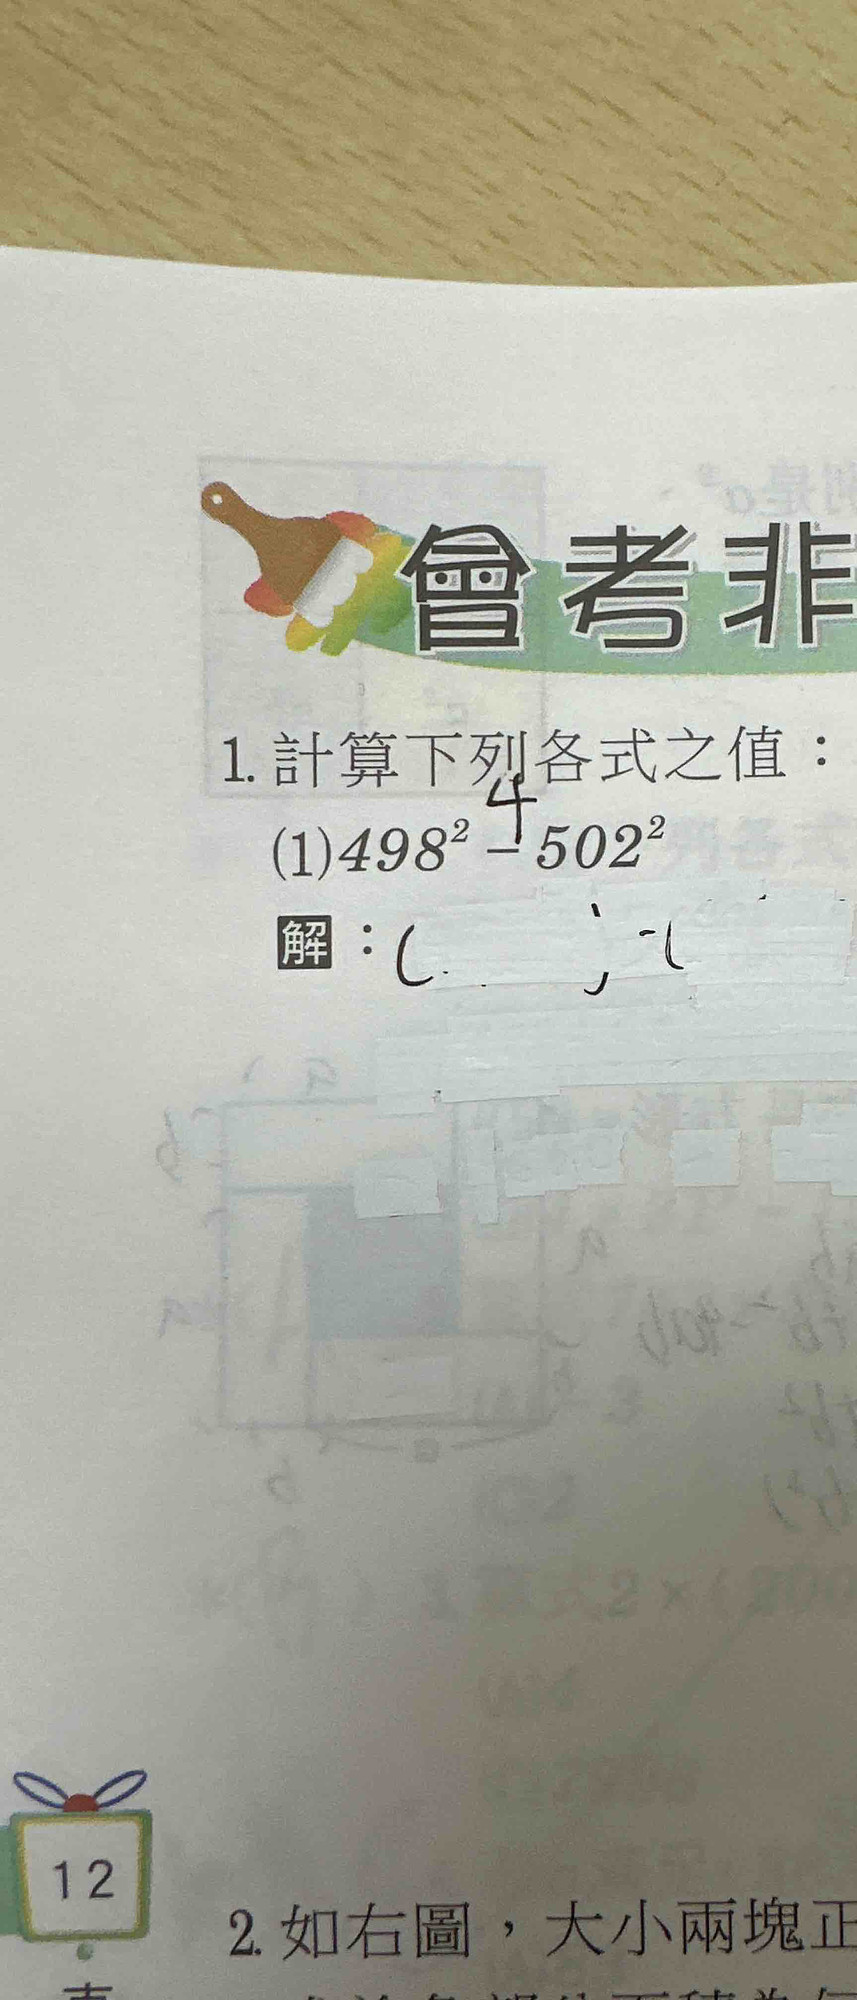 會考非
1. 計算下列各式之值：
4
(1)498² − 502²
解：(
) -(
12
2. 如右圖，大小兩塊正